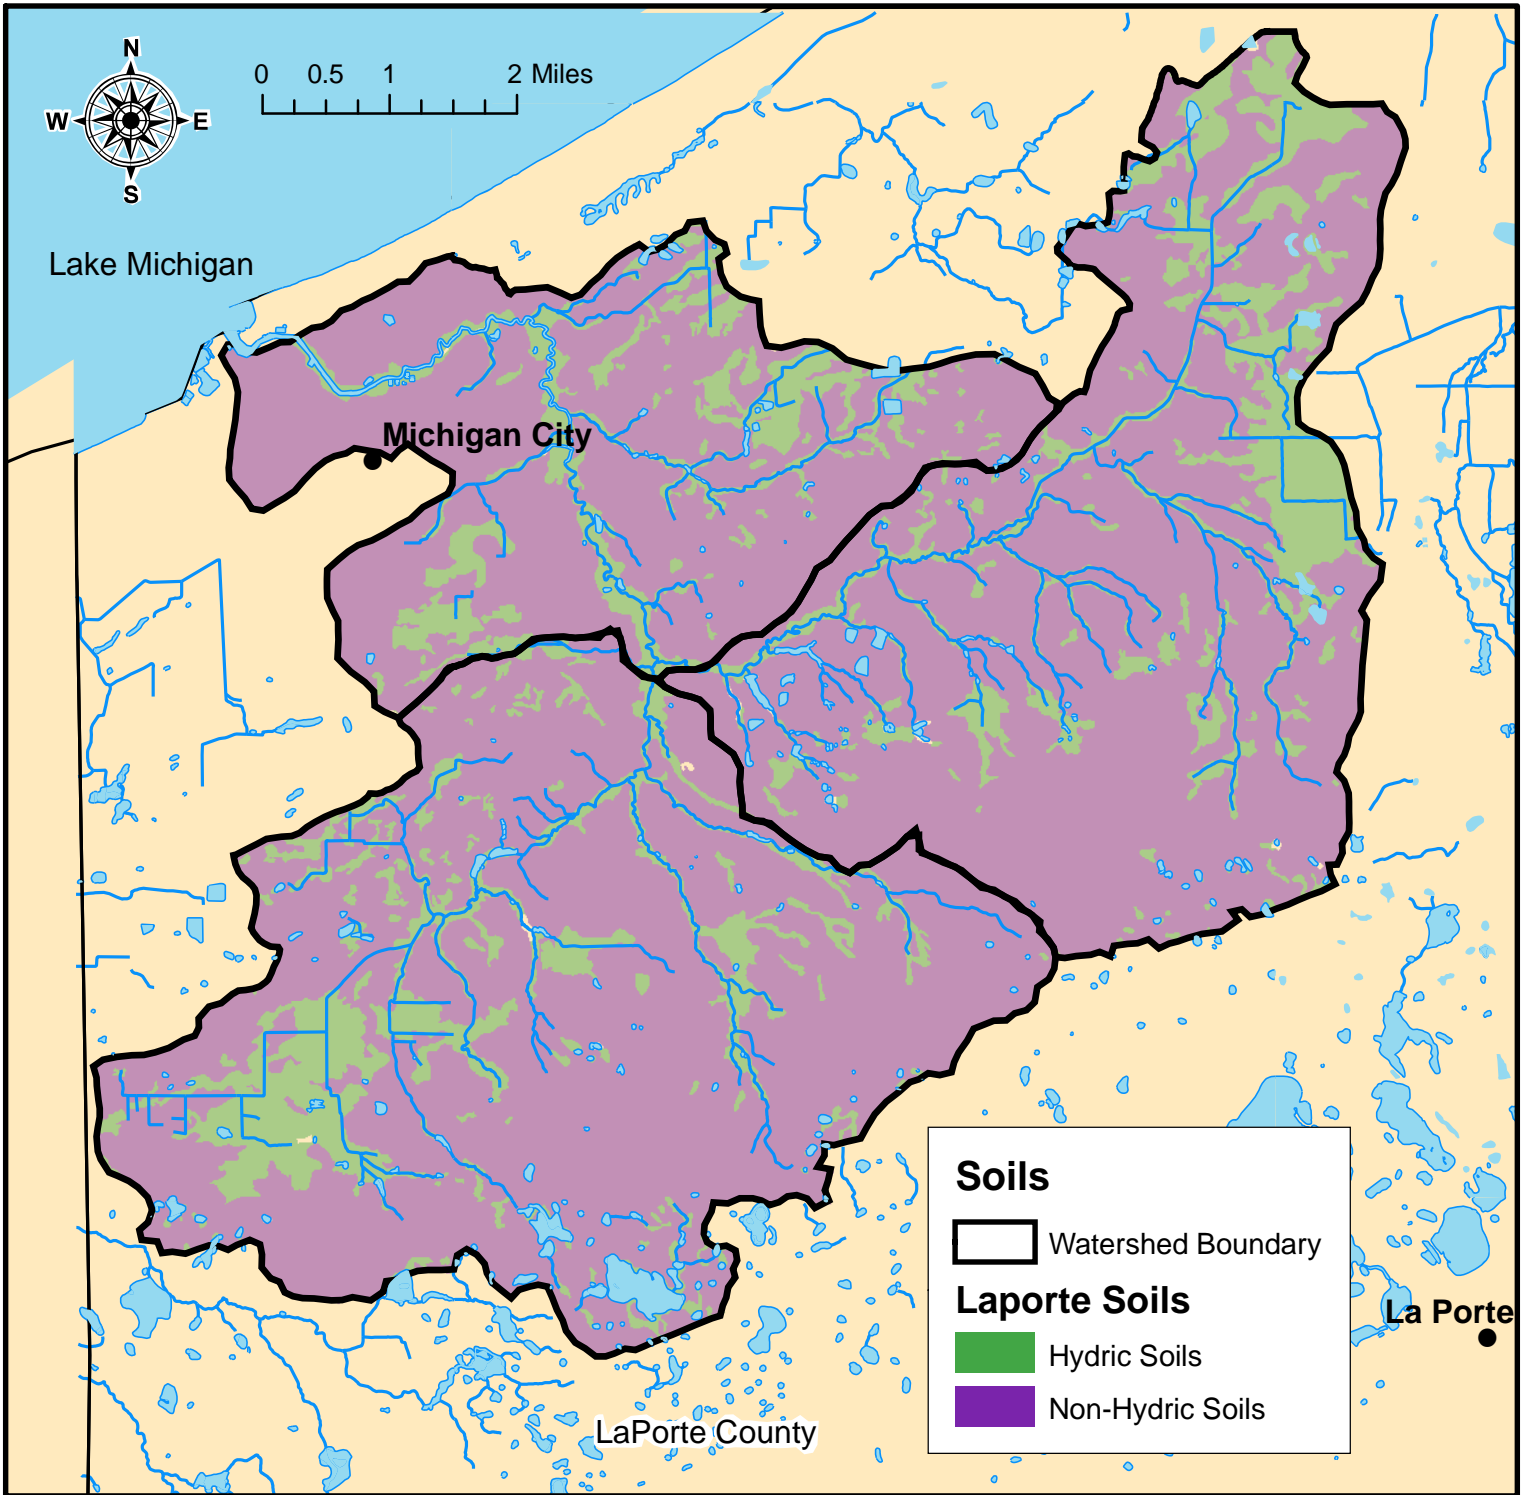 N
W E
S
0 0.5 1 2 Miles
Lake Michigan
Michigan City
Soils
Watershed Boundary
Laporte Soils
Hydric Soils
Non-Hydric Soils
La Porte
LaPorte County